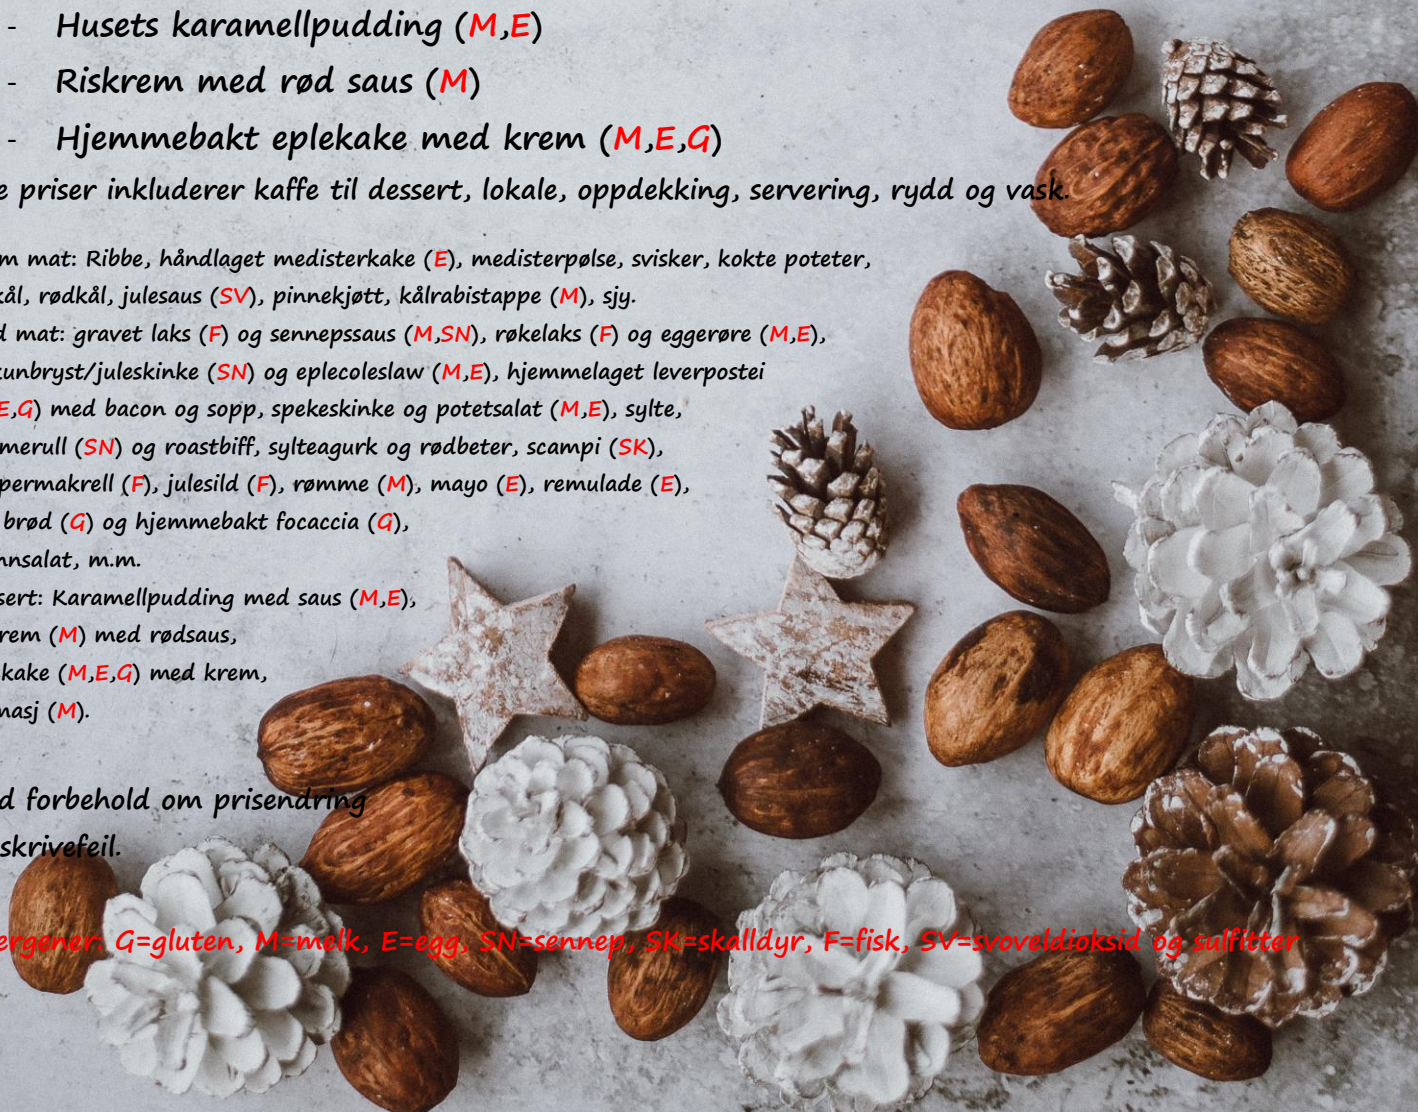 - Husets karamellpudding (M,E)
- Riskrem med rød saus (M)
- Hjemmebakt eplekake med krem (M,E,G)
e priser inkluderer kaffe til dessert, lokale, oppdekking, servering, rydd og vask.
m mat: Ribbe, håndlaget medisterkake (E), medisterpølse, svisker, kokte poteter,
kål, rødkål, julesaus (SV), pinnekjøtt, kålrabistappe (M), sjy.
d mat: gravet laks (F) og sennepssaus (M,SN), røkelaks (F) og eggerøre (M,E),
kunbryst/juleskinke (SN) og eplecoleslaw (M,E), hjemmelaget leverpostei
E,G) med bacon og sopp, spekeskinke og potetsalat (M,E), sylte,
merull (SN) og roastbiff, sylteagurk og rødbeter, scampi (SK),
permakrell (F), julesild (F), rømme (M), mayo (E), remulade (E),
brød (G) og hjemmebakt focaccia (G),
nnsalat, m.m.
sert: Karamellpudding med saus (M,E),
rem (M) med rødsaus,
kake (M,E,G) med krem,
masj (M).
d forbehold om prisendring
skrivefeil.
ergener: G=gluten, M=melk, E=egg, SN=sennep, SK=skalldyr, F=fisk, SV=svoveldioksid og sulfitter